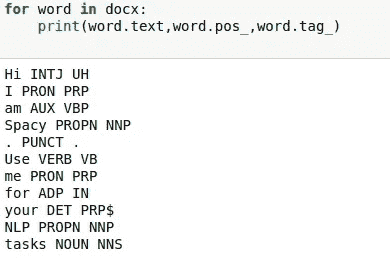 for word in docx:
    print(word.text,word.pos_,word.tag_)
Hi INTJ UH
I PRON PRP
am AUX VBP
Spacy PROPN NNP
. PUNCT .
Use VERB VB
me PRON PRP
for ADP IN
your DET PRP$
NLP PROPN NNP
tasks NOUN NNS